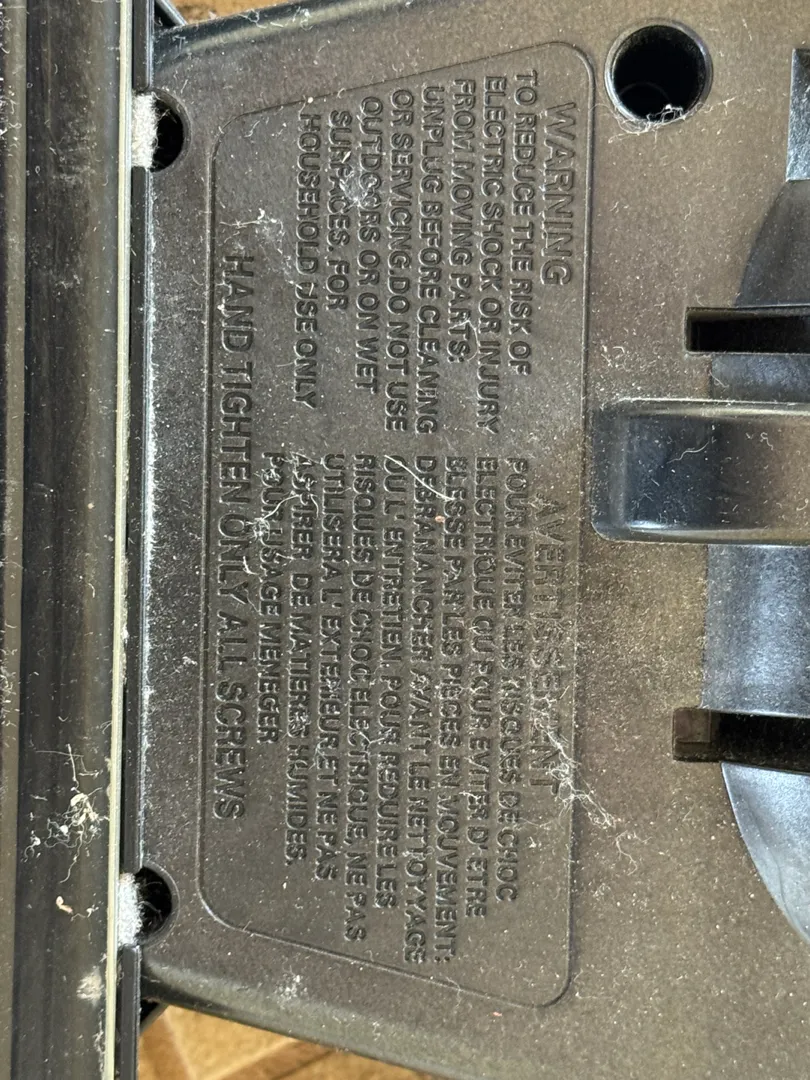 WARNING
TO REDUCE THE RISK OF
ELECTRIC SHOCK OR INJURY
FROM MOVING PARTS:
UNPLUG BEFORE CLEANING
OR SERVICING.DO NOT USE
OUTDOORS OR ON WET
SURFACES. FOR
HOUSEHOLD USE ONLY
AVERTISSEMENT
POUR EVITER LES RISQUES DE CHOC
ELECTRIQUE OU POUR EVITER D' ETRE
BLESSE PAR LES PIECES EN MOUVEMENT:
DEBRANANCHER AVANT LE NETTOYYAGE
OU L' ENTRETIEN. POUR REDUIRE LES
RISQUES DE CHOC ELECTRIQUE, NE PAS
UTILISER A L' EXTERIEUR.ET NE PAS
ASPIRER DE MATIERES HUMIDES.
POUR USAGE MENEGER
HAND TIGHTEN ONLY ALL SCREWS